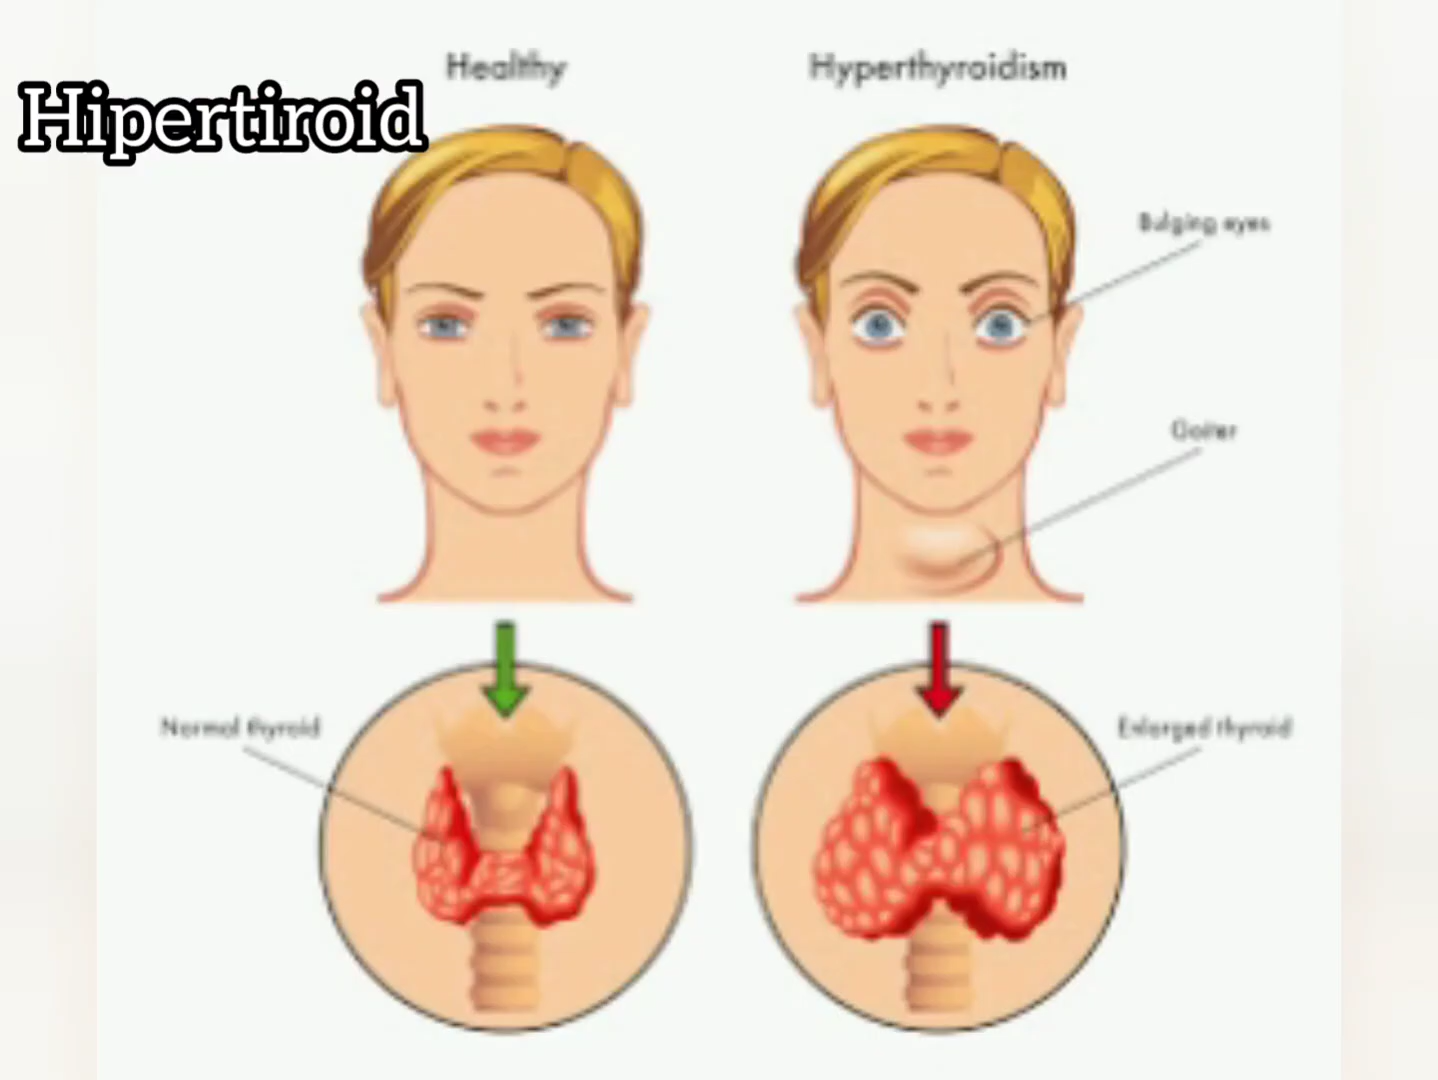 Healthy
Hyperthyroidism
Hipertiroid
Bulging eyes
Goiter
Normal thyroid
Enlarged thyroid